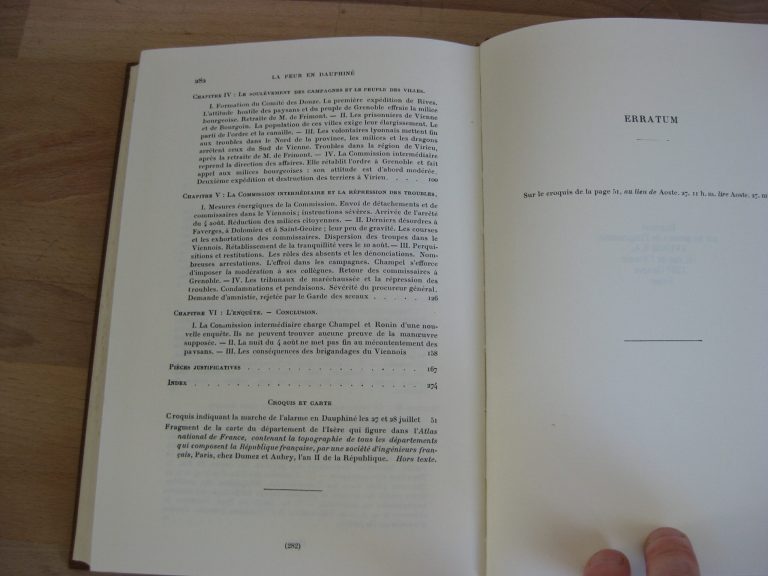 282
LA PEUR EN DAUPHINÉ
CHAPITRE IV : LE SOULÈVEMENT DES CAMPAGNES ET LE PEUPLE DES VILLES.
I. Formation du Comité des Douze. La première expédition de Rives.
L'attitude hostile des paysans et du peuple de Grenoble effraie la milice
bourgeoise. Retraite de M. de Frimont. — II. Les prisonniers de Vienne
et de Bourgoin. La population de ces villes exige leur élargissement. Le
parti de l'ordre et la canaille. — III. Les volontaires lyonnais mettent fin
aux troubles dans le Nord de la province, les milices et les dragons
arrêtent ceux du Sud de Vienne. Troubles dans la région de Virien,
après la retraite de M. de Frimont. — IV. La Commission intermédiaire
reprend la direction des affaires. Elle rétablit l'ordre à Grenoble et fait
appel aux milices bourgeoises : son attitude est d'abord modérée.
Deuxième expédition et destruction des terriers à Virien. . . . 100
CHAPITRE V : LA COMMISSION INTERMÉDIAIRE ET LA RÉPRESSION DES TROUBLES.
I. Mesures énergiques de la Commission. Envoi de détachements et de
commissaires dans le Viennois; instructions sévères. Arrivée de l'arrêté
du 4 août. Réduction des milices citoyennes. — II. Derniers désordres à
Faverges, à Dolomieu et à Saint-Geoire; leur peu de gravité. Les courses
et les exhortations des commissaires. Dispersion des troupes dans le
Viennois. Rétablissement de la tranquillité vers le 10 août. — III. Perqui-
sitions et restitutions. Les rôles des absents et les dénonciations. Nom-
breuses arrestations. L'effroi dans les campagnes. Champel s'efforce
d'imposer la modération à ses collègues. Retour des commissaires à
Grenoble. — IV. Les tribunaux de maréchaussée et la répression des
troubles. Condamnations et pendaisons. Sévérité du procureur général.
Demande d'amnistie, rejetée par le Garde des sceaux . . . . . 126
CHAPITRE VI : L'ENQUÊTE. — CONCLUSION.
I. La Commission intermédiaire charge Champel et Ronin d'une nou-
velle enquête. Ils ne peuvent trouver aucune preuve de la manœuvre
supposée. — II. La nuit du 4 août ne met pas fin au mécontentement des
paysans. — III. Les conséquences des brigandages du Viennois 158
PIÈCES JUSTIFICATIVES . . . . . . . . . . 167
INDEX . . . . . . . . . . . . . 274
CROQUIS ET CARTE
Croquis indiquant la marche de l'alarme en Dauphiné les 27 et 28 juillet 51
Fragment de la carte du département de l'Isère qui figure dans l'Atlas
national de France, contenant la topographie de tous les départements
qui composent la République française, par une société d'ingénieurs fran-
çais, Paris, chez Dumez et Aubry, l'an II de la République. Hors texte.
(282)
ERRATUM
Sur le croquis de la page 51, au lieu de Aoste. 27. 11 h. m. lire Aoste. 27. m